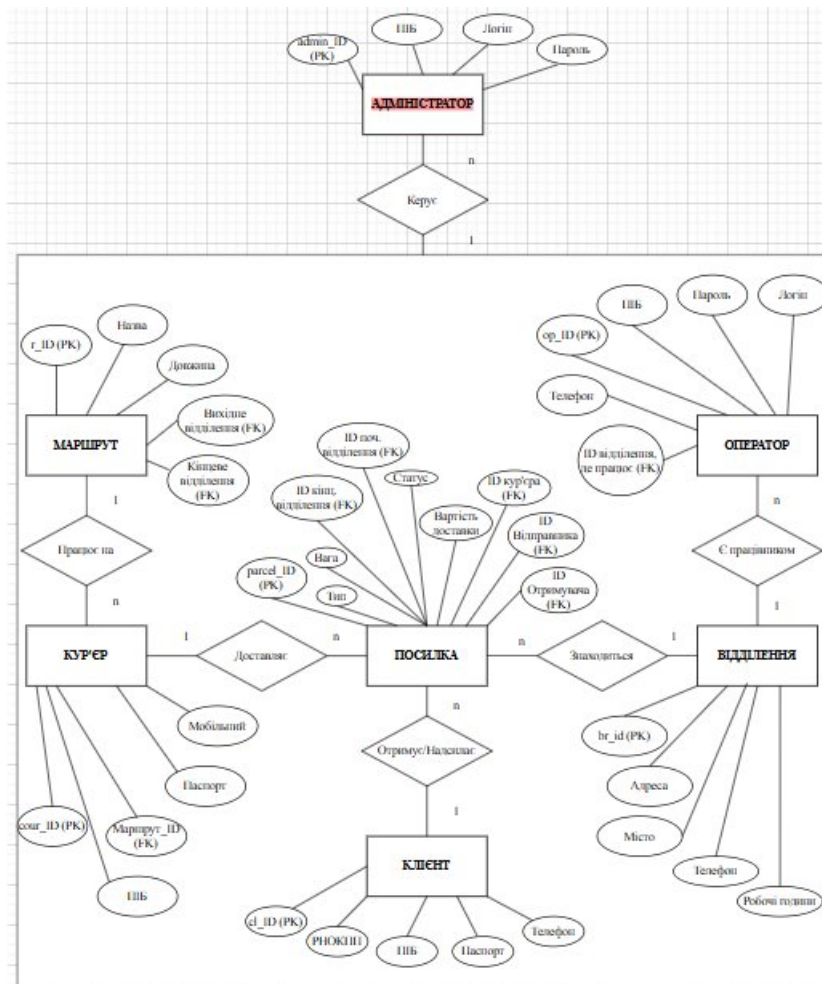 admin_ID
(PK)
ПІБ
Логін
Пароль
АДМІНІСТРАТОР
n
Керує
1
r_ID (PK)
Назва
Довжина
Вихідне
відділення (FK)
Кінцеве
відділення (FK)
МАРШРУТ
1
Працює на
n
ID поч.
відділення (FK)
ID кінц.
відділення (FK)
Статус
ID кур'єра
(FK)
Вартість
доставки
ID
Відправника
(FK)
ID
Отримувача
(FK)
Вага
parcel_ID
(PK)
Тип
op_ID (PK)
ПІБ
Пароль
Логін
Телефон
ID відділення,
де працює (FK)
ОПЕРАТОР
n
Є працівником
1
КУР'ЄР
1
Доставляє
n
ПОСИЛКА
n
Знаходиться
1
ВІДДІЛЕННЯ
Мобільний
Паспорт
cour_ID (PK)
Маршрут_ID
(FK)
ПІБ
n
Отримує/Надсилає
1
КЛІЄНТ
cl_ID (PK)
РНОКПП
ПІБ
Паспорт
Телефон
br_id (PK)
Адреса
Місто
Телефон
Робочі години